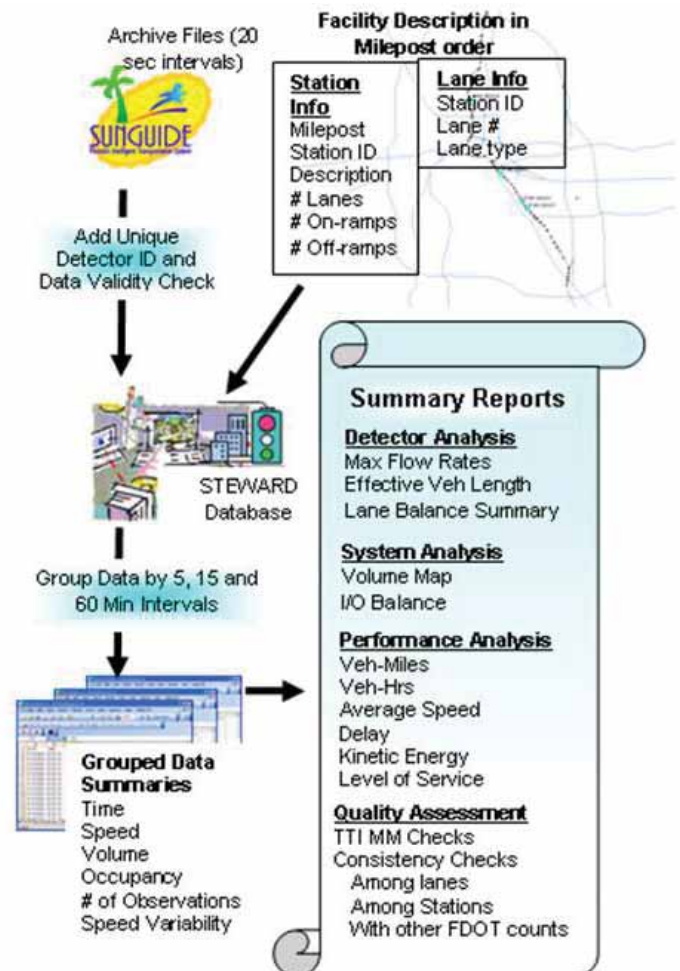 Archive Files (20
sec intervals)
SUNGUIDE
Facility Description in
Milepost order
Station
Info
Milepost
Station ID
Description
# Lanes
# On-ramps
# Off-ramps
Lane Info
Station ID
Lane #
Lane type
Add Unique
Detector ID and
Data Validity Check
STEWARD
Database
Group Data by 5, 15 and
60 Min Intervals
Grouped Data
Summaries
Time
Speed
Volume
Occupancy
# of Observations
Speed Variability
Summary Reports
Detector Analysis
Max Flow Rates
Effective Veh Length
Lane Balance Summary
System Analysis
Volume Map
I/O Balance
Performance Analysis
Veh-Miles
Veh-Hrs
Average Speed
Delay
Kinetic Energy
Level of Service
Quality Assessment
TTI MM Checks
Consistency Checks
Among lanes
Among Stations
With other FDOT counts